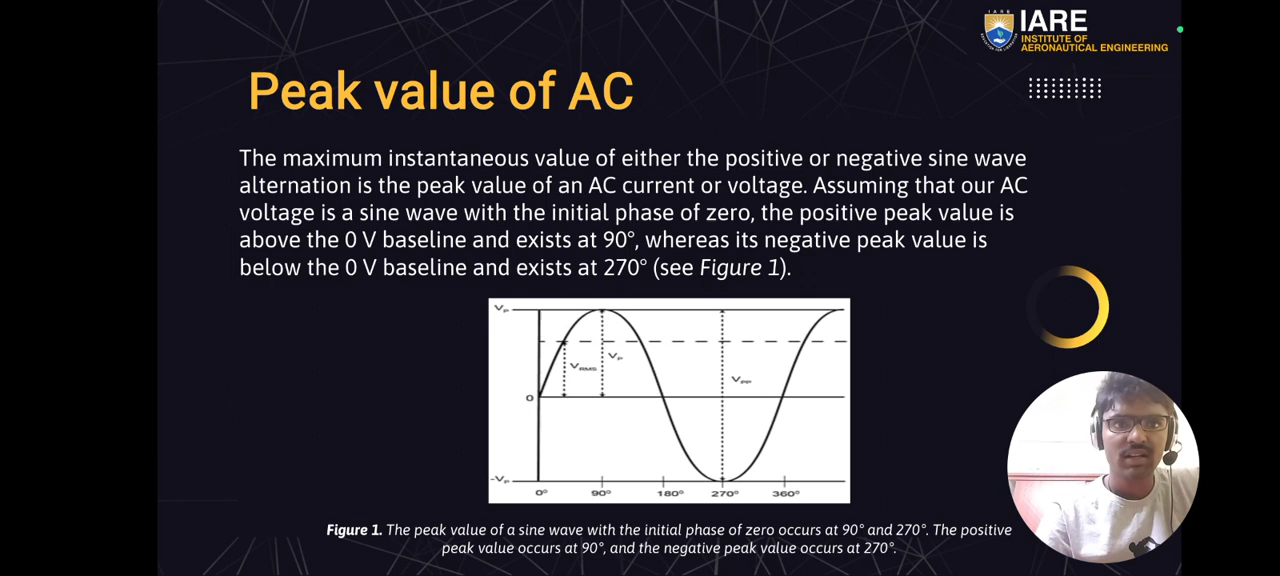 IARE
IARE
INSTITUTE OF
AERONAUTICAL ENGINEERING
Peak value of AC
The maximum instantaneous value of either the positive or negative sine wave
alternation is the peak value of an AC current or voltage. Assuming that our AC
voltage is a sine wave with the initial phase of zero, the positive peak value is
above the 0 V baseline and exists at 90°, whereas its negative peak value is
below the 0 V baseline and exists at 270° (see Figure 1).
VP
VP
VRMS
VPP
0
-VP
0° 90° 180° 270° 360°
Figure 1. The peak value of a sine wave with the initial phase of zero occurs at 90° and 270°. The positive
peak value occurs at 90°, and the negative peak value occurs at 270°.